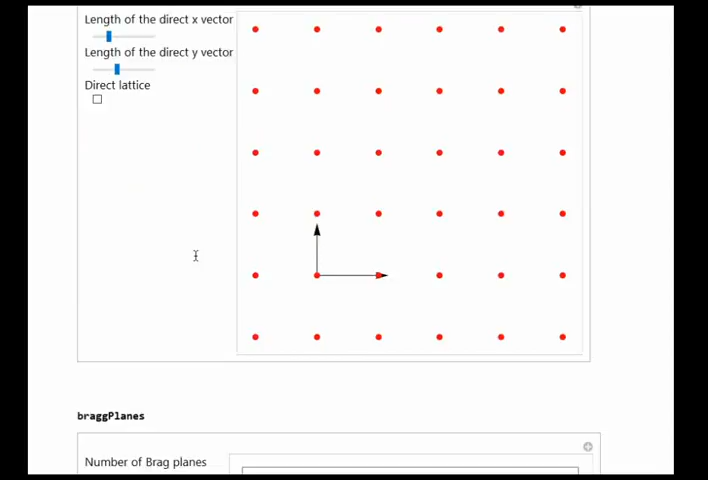 Length of the direct x vector
Length of the direct y vector
Direct lattice
braggPlanes
Number of Brag planes